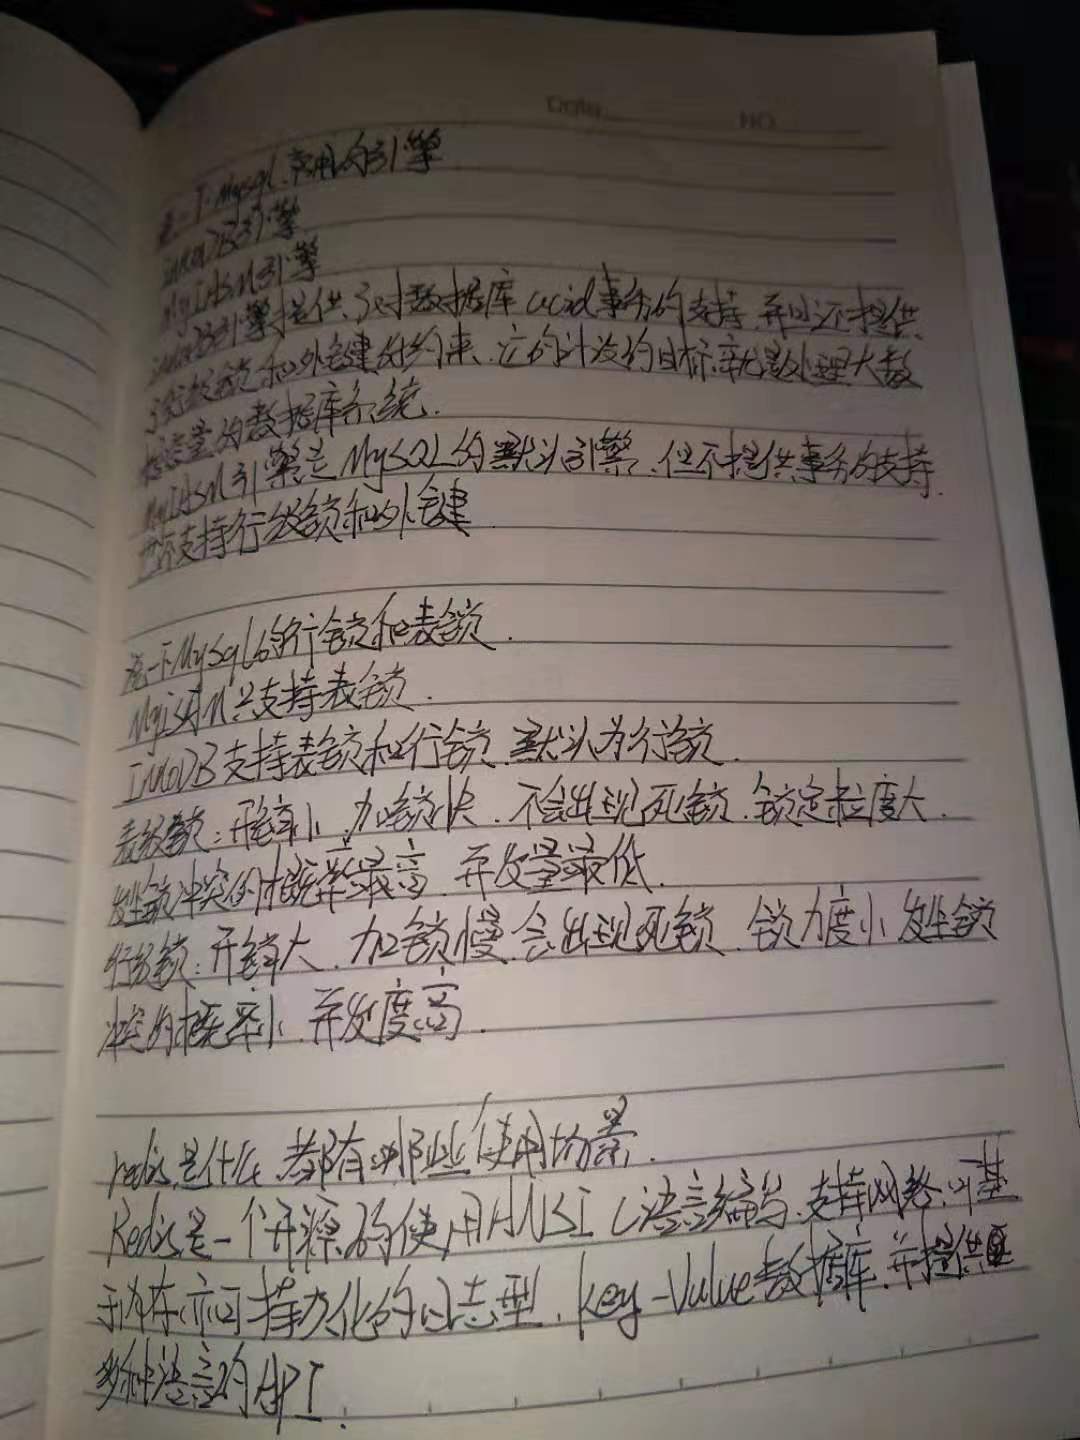 Date NO
说一下Mysql常用的引擎
innoDB引擎
MyIASM引擎
innoDB引擎提供了对数据库acid事务的支持.并且还提供
了行级锁和外键的约束.它的设计的目标就是处理大数
据容量的数据库系统.
MyIASM引擎是MySQL的默认引擎.但不提供事务的支持.
也不支持行级锁和外键
说一下MySql的行锁和表锁.
MyisAM只支持表锁.
INNoDB支持表锁和行锁.默认为行锁.
表级锁:开销小.加锁快.不会出现死锁.锁定粒度大.
发生锁冲突的概率最高.并发量最低.
行级锁:开销大.加锁慢.会出现死锁.锁力度小.发生锁
冲突的概率小.并发度高.
redis是什么.都有哪些使用场景.
Redis是一个开源的使用ANSI C语言编写.支持网络.可基
于内存亦可持久化的日志型.key-Value数据库.并提供
多种语言的API.